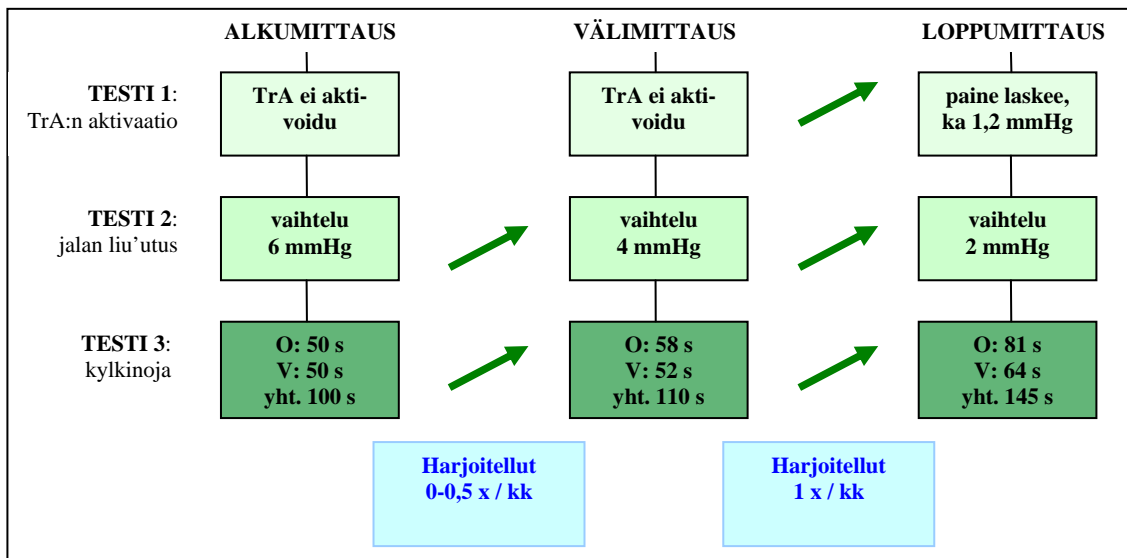 ALKUMITTAUS
VÄLIMITTAUS
LOPPUMITTAUS
TESTI 1:
TrA:n aktivaatio
TrA ei akti-
voidu
TrA ei akti-
voidu
paine laskee,
ka 1,2 mmHg
TESTI 2:
jalan liu’utus
vaihtelu
6 mmHg
vaihtelu
4 mmHg
vaihtelu
2 mmHg
TESTI 3:
kylkinoja
O: 50 s
V: 50 s
yht. 100 s
O: 58 s
V: 52 s
yht. 110 s
O: 81 s
V: 64 s
yht. 145 s
Harjoitellut
0-0,5 x / kk
Harjoitellut
1 x / kk